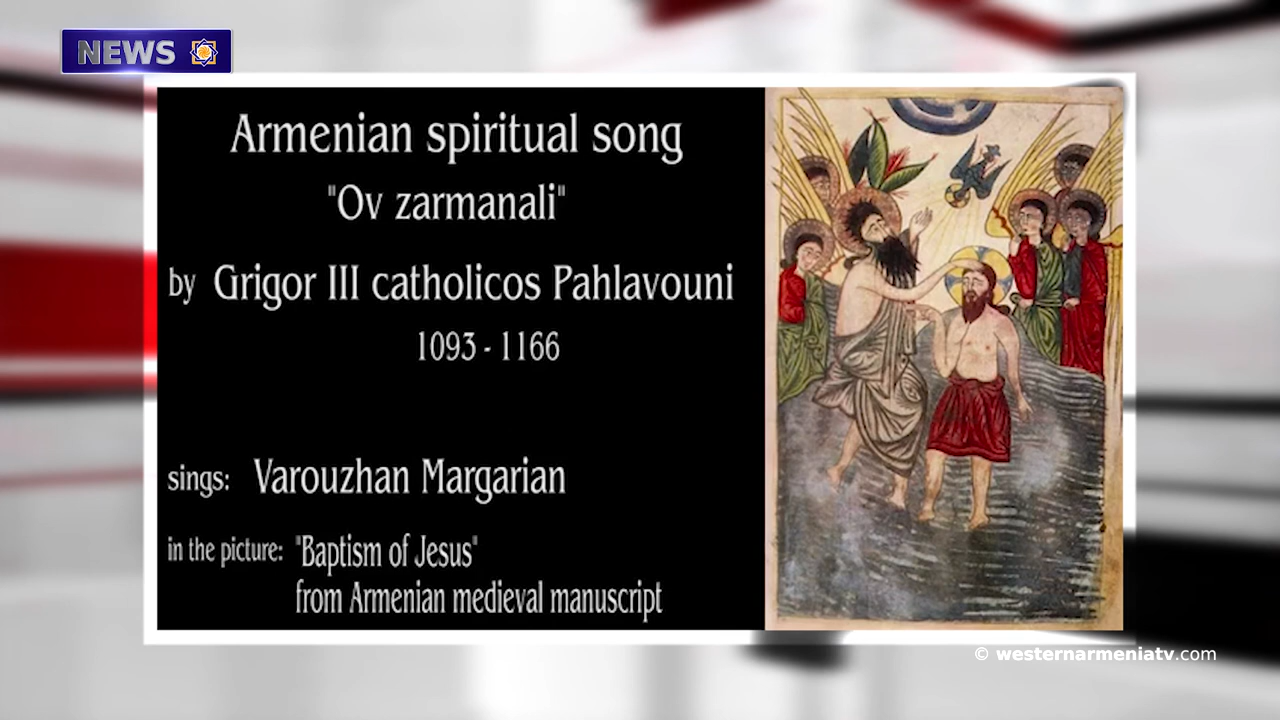 NEWS
Armenian spiritual song
"Ov zarmanali"
by Grigor III catholicos Pahlavouni
1093 - 1166
sings: Varouzhan Margarian
in the picture: "Baptism of Jesus"
from Armenian medieval manuscript
© westernarmeniatv.com